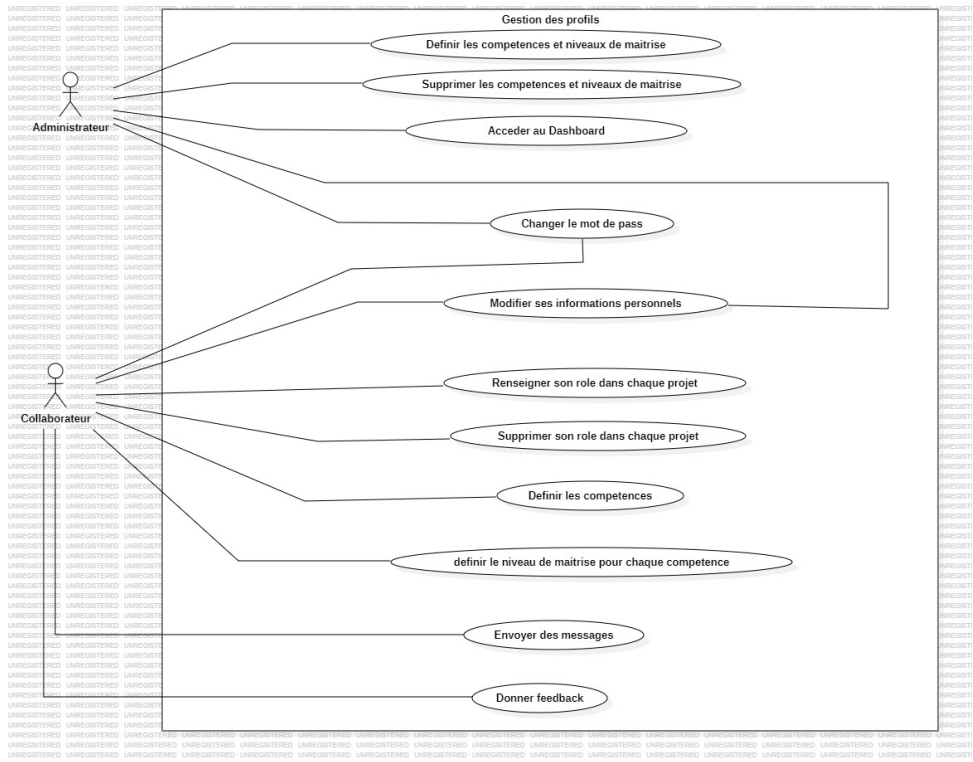 Gestion des profils
Definir les competences et niveaux de maitrise
Supprimer les competences et niveaux de maitrise
Administrateur
Acceder au Dashboard
Changer le mot de pass
Modifier ses informations personnels
Renseigner son role dans chaque projet
Collaborateur
Supprimer son role dans chaque projet
Definir les competences
definir le niveau de maitrise pour chaque competence
Envoyer des messages
Donner feedback
UNREGISTERED